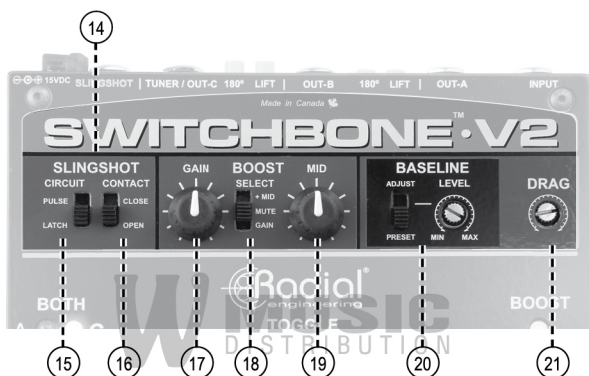 14
15VDC SLINGSHOT | TUNER / OUT-C 180° LIFT | OUT-B 180° LIFT | OUT-A INPUT
Made in Canada
SWITCHBONE™·V2
SLINGSHOT
CIRCUIT CONTACT
PULSE CLOSE
LATCH OPEN
GAIN BOOST MID
SELECT
+ MID
MUTE
GAIN
BASELINE
ADJUST LEVEL
PRESET MIN MAX
DRAG
Radial®
engineering
BOTH TOGGLE BOOST
A C
W MUSIC
DISTRIBUTION
15 16 17 18 19 20 21